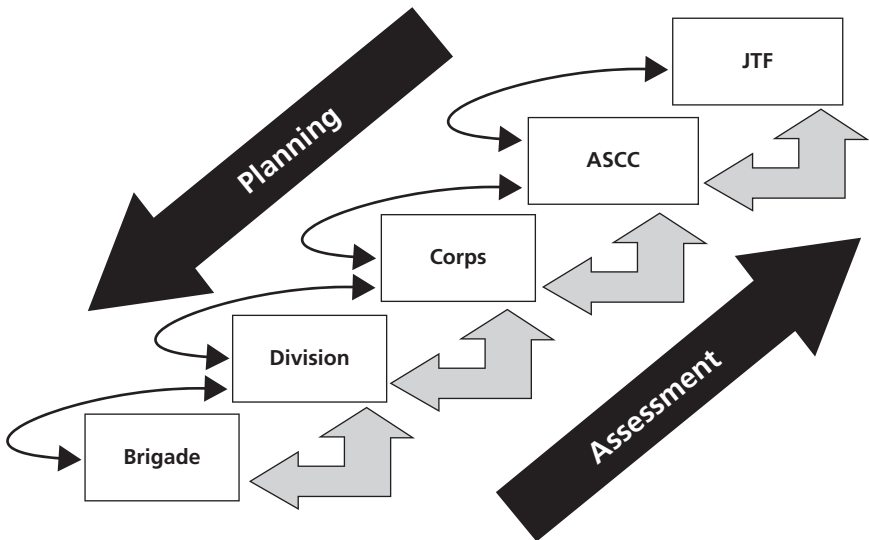 JTF
Planning
ASCC
Corps
Division
Assessment
Brigade